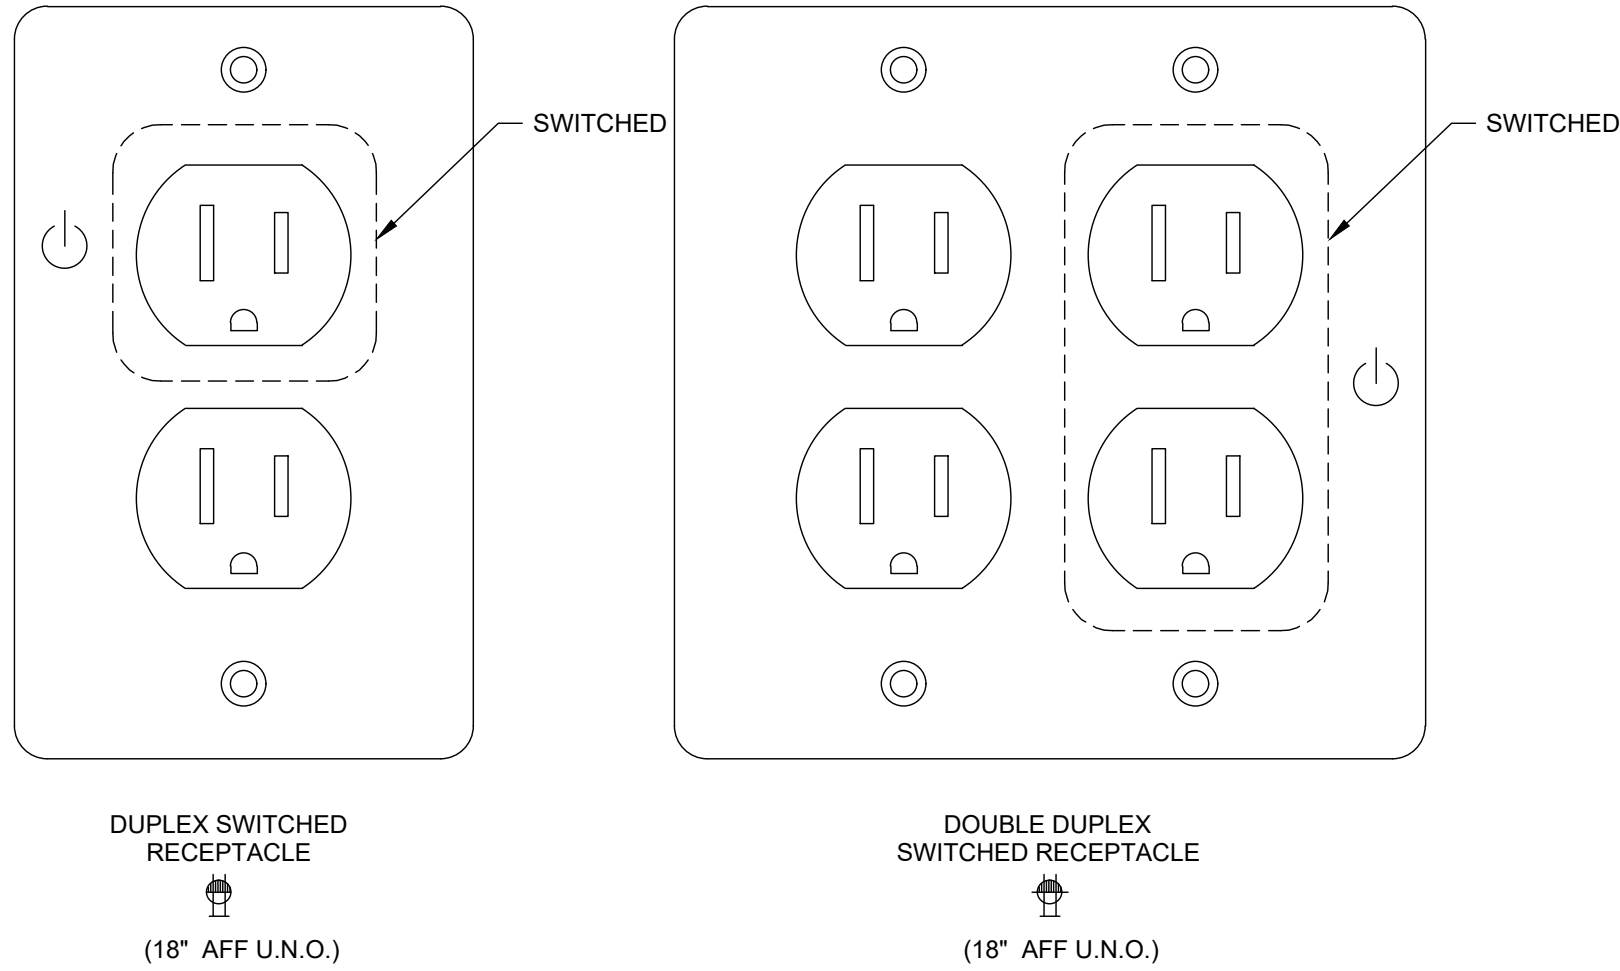 SWITCHED
SWITCHED
DUPLEX SWITCHED
RECEPTACLE
(18" AFF U.N.O.)
DOUBLE DUPLEX
SWITCHED RECEPTACLE
(18" AFF U.N.O.)